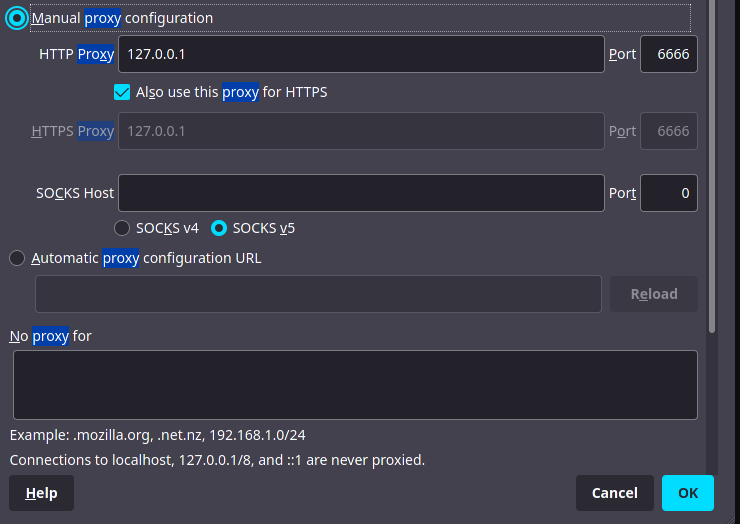 Manual proxy configuration
HTTP Proxy 127.0.0.1 Port 6666
Also use this proxy for HTTPS
HTTPS Proxy 127.0.0.1 Port 6666
SOCKS Host Port 0
SOCKS v4 SOCKS v5
Automatic proxy configuration URL
Reload
No proxy for
Example: .mozilla.org, .net.nz, 192.168.1.0/24
Connections to localhost, 127.0.0.1/8, and ::1 are never proxied.
Help Cancel OK